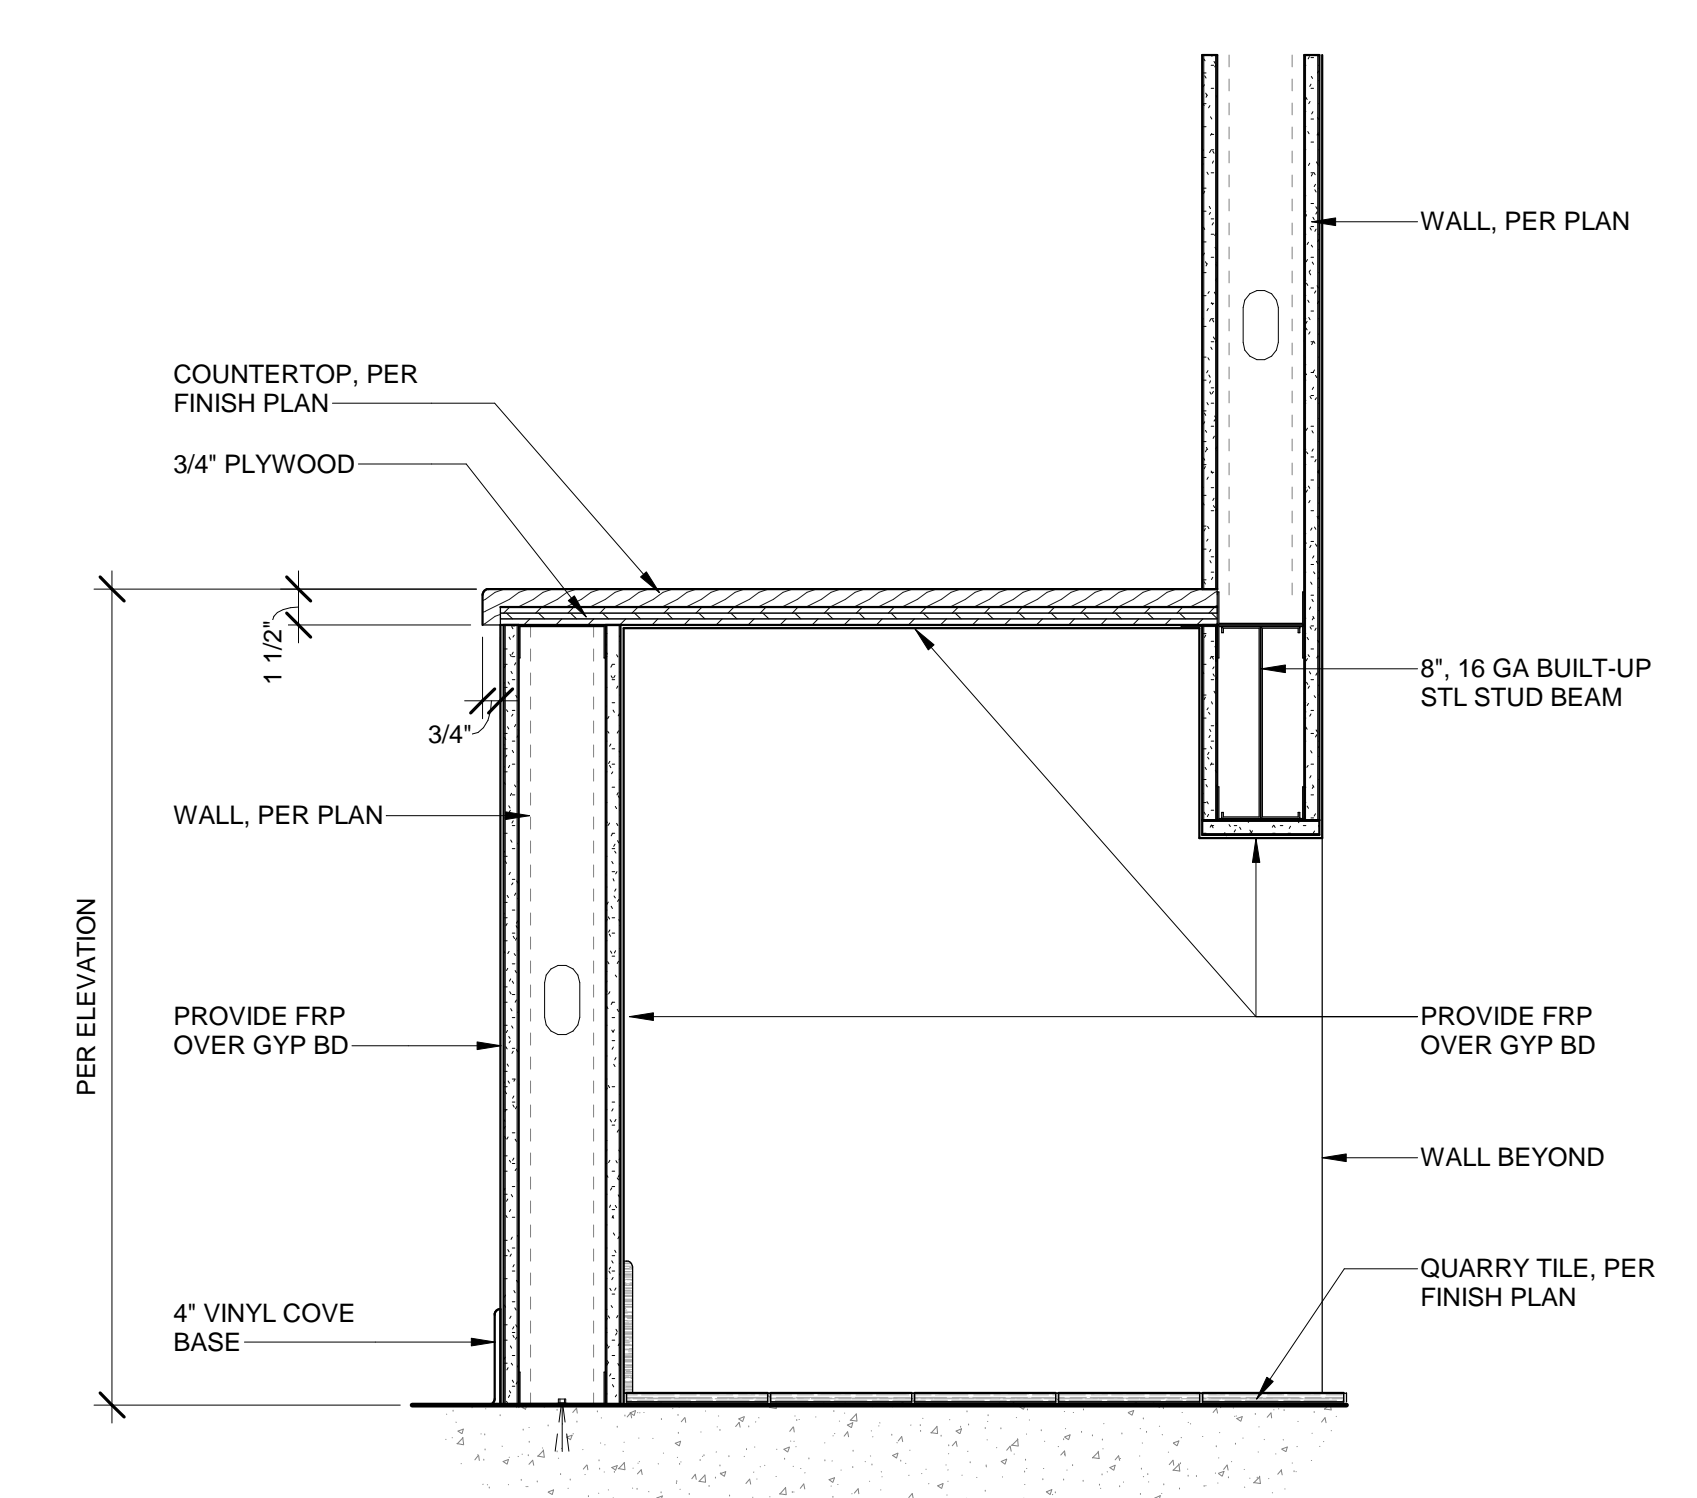 WALL, PER PLAN
COUNTERTOP, PER
FINISH PLAN
3/4" PLYWOOD
1 1/2"
3/4"
8", 16 GA BUILT-UP
STL STUD BEAM
WALL, PER PLAN
PER ELEVATION
PROVIDE FRP
OVER GYP BD
PROVIDE FRP
OVER GYP BD
WALL BEYOND
QUARRY TILE, PER
FINISH PLAN
4" VINYL COVE
BASE